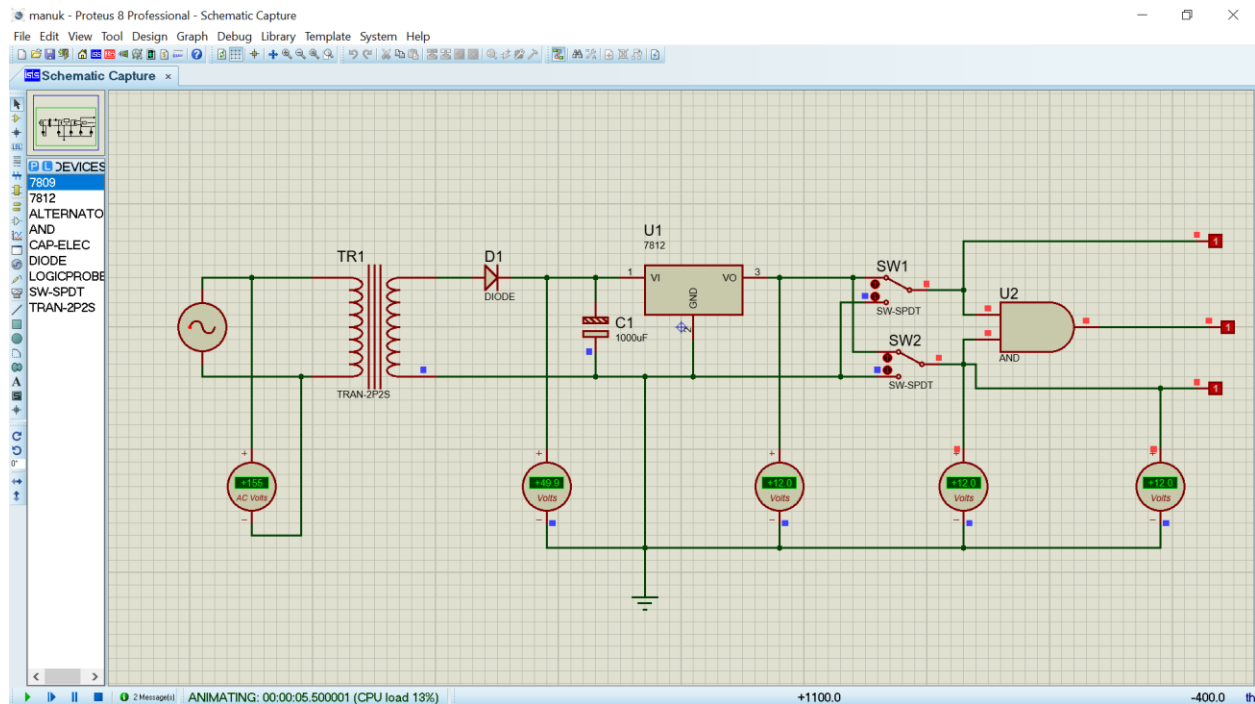 manuk - Proteus 8 Professional - Schematic Capture
File Edit View Tool Design Graph Debug Library Template System Help
Schematic Capture ×
P L DEVICES
7809
7812
ALTERNATO
AND
CAP-ELEC
DIODE
LOGICPROBE
SW-SPDT
TRAN-2P2S
TR1
TRAN-2P2S
D1
DIODE
C1
1000uF
U1
7812
1
VI
VO
3
GND
2
SW1
SW-SPDT
SW2
SW-SPDT
U2
AND
1
1
1
+155
AC Volts
+49.9
Volts
+12.0
Volts
+12.0
Volts
+12.0
Volts
0°
2 Message(s)
ANIMATING: 00:00:05.500001 (CPU load 13%)
+1100.0
-400.0
th